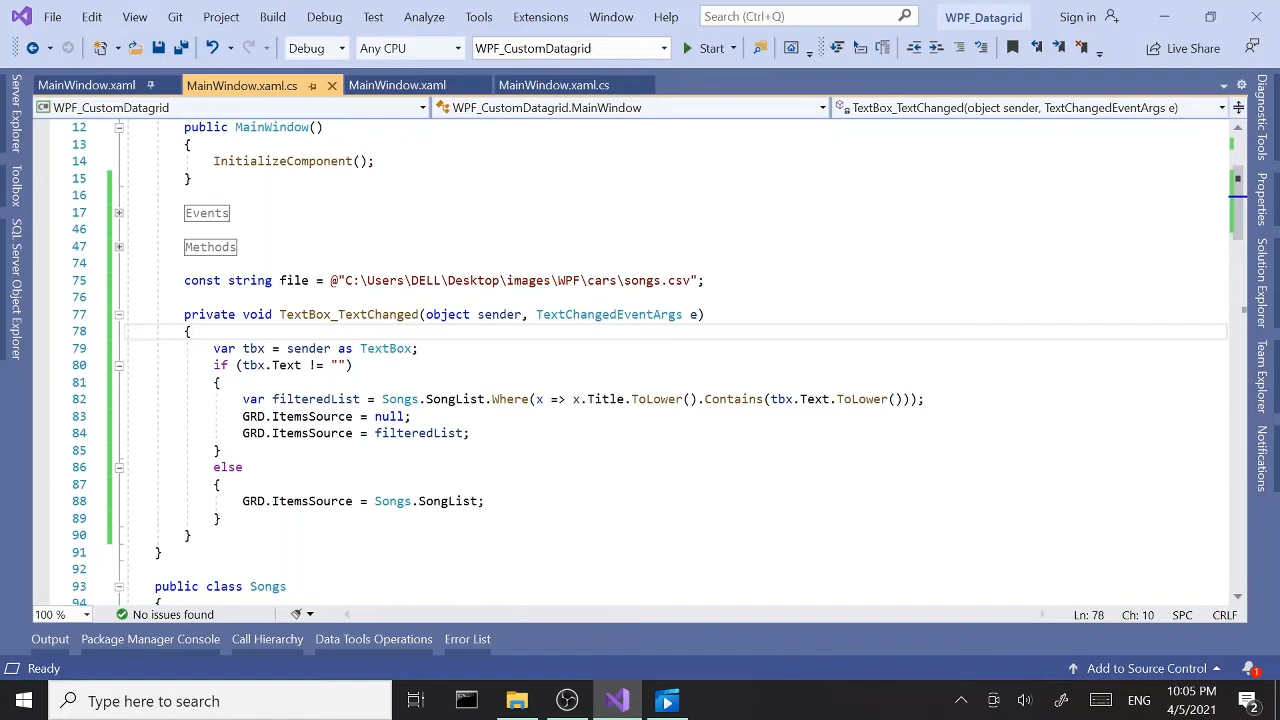 File Edit View Git Project Build Debug Test Analyze Tools Extensions Window Help Search (Ctrl+Q) WPF_Datagrid Sign in
Debug Any CPU WPF_CustomDatagrid Start Live Share
MainWindow.xaml MainWindow.xaml.cs MainWindow.xaml MainWindow.xaml.cs
WPF_CustomDatagrid WPF_CustomDatagrid.MainWindow TextBox_TextChanged(object sender, TextChangedEventArgs e)
Server Explorer
Toolbox
SQL Server Object Explorer
12 public MainWindow()
13 {
14 InitializeComponent();
15 }
16
17 Events
46
47 Methods
74
75 const string file = @"C:\Users\DELL\Desktop\images\WPF\cars\songs.csv";
76
77 private void TextBox_TextChanged(object sender, TextChangedEventArgs e)
78 {
79 var tbx = sender as TextBox;
80 if (tbx.Text != "")
81 {
82 var filteredList = Songs.SongList.Where(x => x.Title.ToLower().Contains(tbx.Text.ToLower()));
83 GRD.ItemsSource = null;
84 GRD.ItemsSource = filteredList;
85 }
86 else
87 {
88 GRD.ItemsSource = Songs.SongList;
89 }
90 }
91 }
92
93 public class Songs
{
Diagnostic Tools
Properties
Solution Explorer
Team Explorer
Notifications
100 % No issues found Ln: 78 Ch: 10 SPC CRLF
Output Package Manager Console Call Hierarchy Data Tools Operations Error List
Ready Add to Source Control 1
Type here to search ENG 0:05 PM
4/5/2021 2